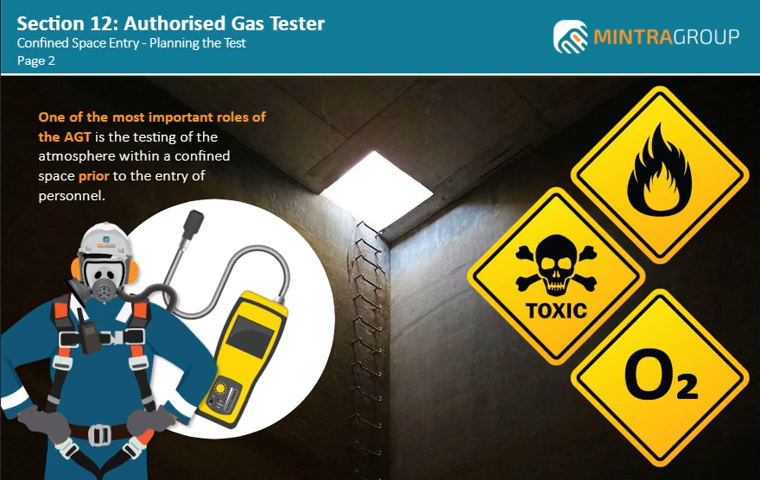 Section 12: Authorised Gas Tester
Confined Space Entry - Planning the Test
Page 2
MINTRAGROUP
One of the most important roles of
the AGT is the testing of the
atmosphere within a confined
space prior to the entry of
personnel.
TOXIC
O₂